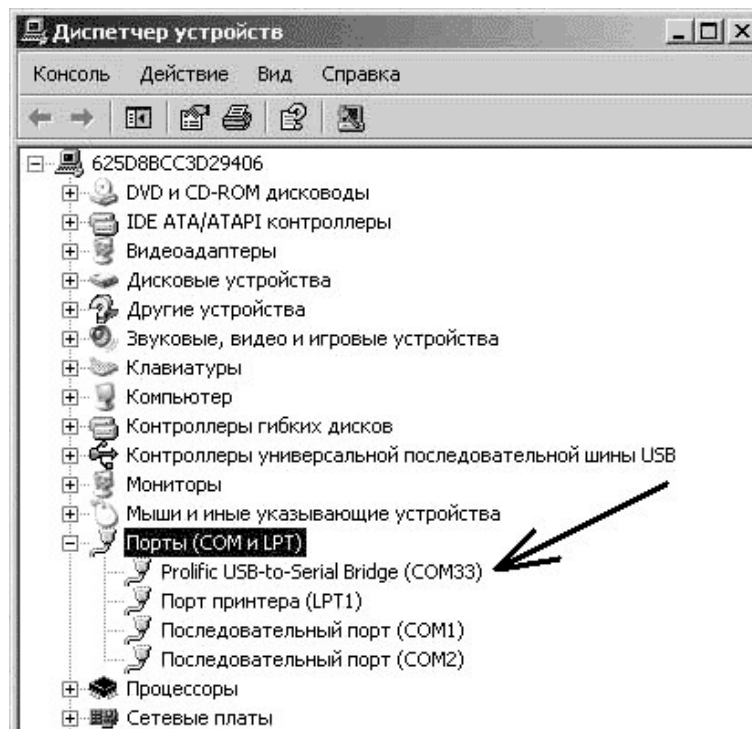 Диспетчер устройств
Консоль Действие Вид Справка
625D8BCC3D29406
DVD и CD-ROM дисководы
IDE ATA/ATAPI контроллеры
Видеоадаптеры
Дисковые устройства
Другие устройства
Звуковые, видео и игровые устройства
Клавиатуры
Компьютер
Контроллеры гибких дисков
Контроллеры универсальной последовательной шины USB
Мониторы
Мыши и иные указывающие устройства
Порты (COM и LPT)
Prolific USB-to-Serial Bridge (COM33)
Порт принтера (LPT1)
Последовательный порт (COM1)
Последовательный порт (COM2)
Процессоры
Сетевые платы